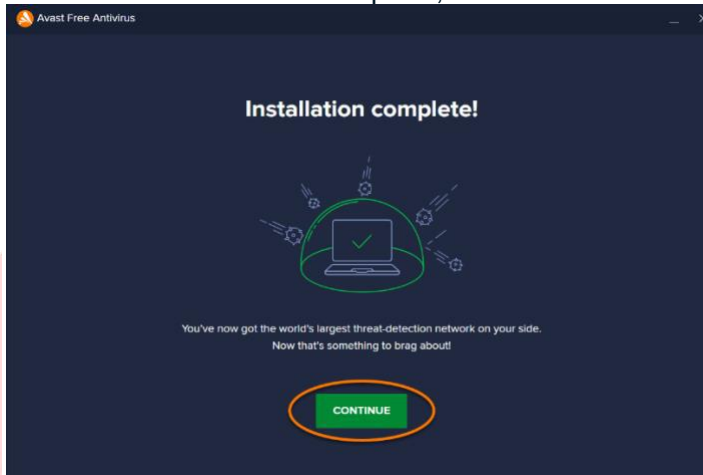 Avast Free Antivirus
Installation complete!
You've now got the world's largest threat-detection network on your side.
Now that's something to brag about!
CONTINUE